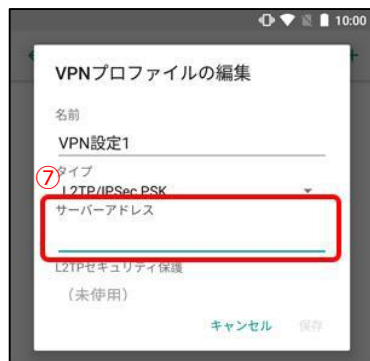 10:00
VPNプロファイルの編集
名前
VPN設定1
⑦
タイプ
L2TP/IPSec PSK
サーバーアドレス
L2TPセキュリティ保護
(未使用)
キャンセル 保存